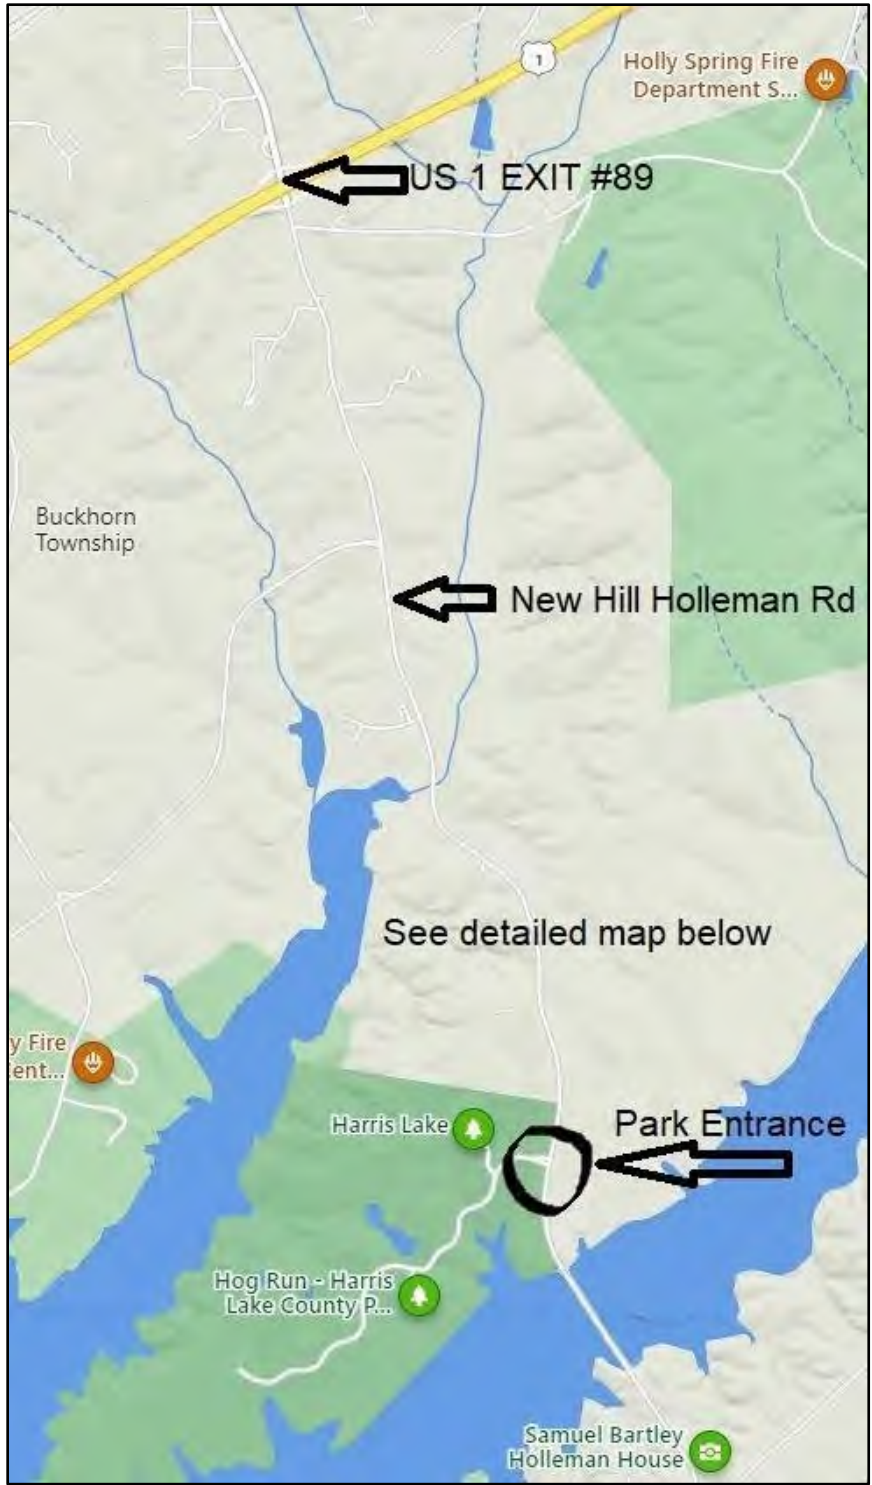 1
Holly Spring Fire
Department S...
US 1 EXIT #89
Buckhorn
Township
New Hill Holleman Rd
See detailed map below
y Fire
ent...
Harris Lake
Park Entrance
Hog Run - Harris
Lake County P...
Samuel Bartley
Holleman House